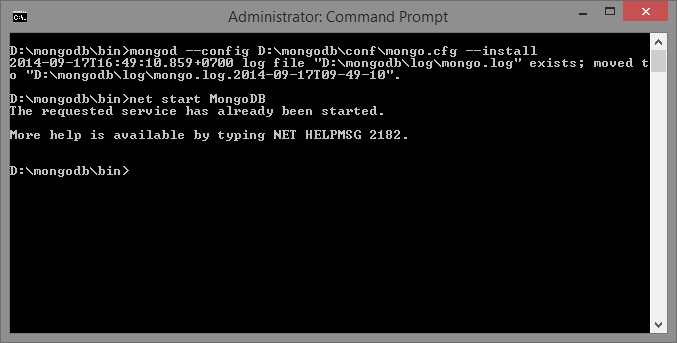 Administrator: Command Prompt
D:\mongodb\bin>mongod --config D:\mongodb\conf\mongo.cfg --install
2014-09-17T16:49:10.859+0700 log file "D:\mongodb\log\mongo.log" exists; moved t
o "D:\mongodb\log\mongo.log.2014-09-17T09-49-10".
D:\mongodb\bin>net start MongoDB
The requested service has already been started.
More help is available by typing NET HELPMSG 2182.
D:\mongodb\bin>